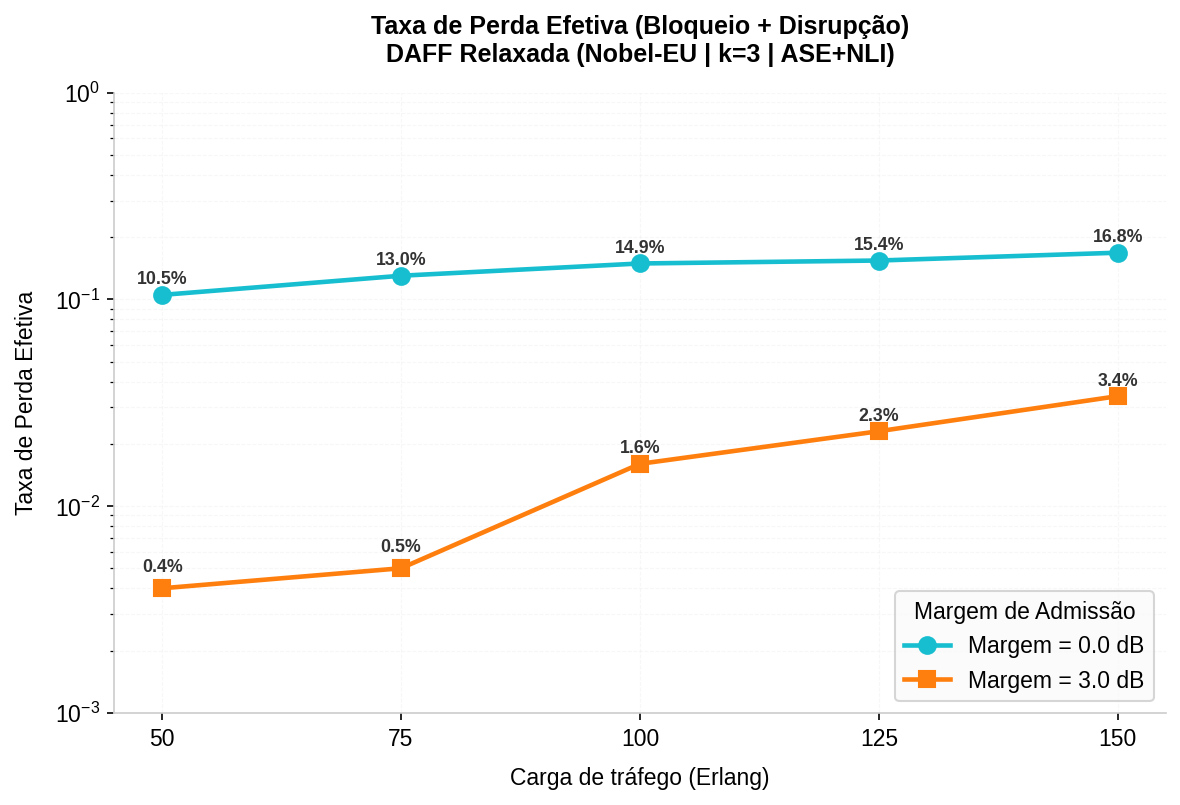 Taxa de Perda Efetiva (Bloqueio + Disrupção)
DAFF Relaxada (Nobel-EU | k=3 | ASE+NLI)
Taxa de Perda Efetiva
10⁰
10⁻¹
10⁻²
10⁻³
10.5%
13.0%
14.9%
15.4%
16.8%
0.4%
0.5%
1.6%
2.3%
3.4%
Margem de Admissão
Margem = 0.0 dB
Margem = 3.0 dB
50
75
100
125
150
Carga de tráfego (Erlang)